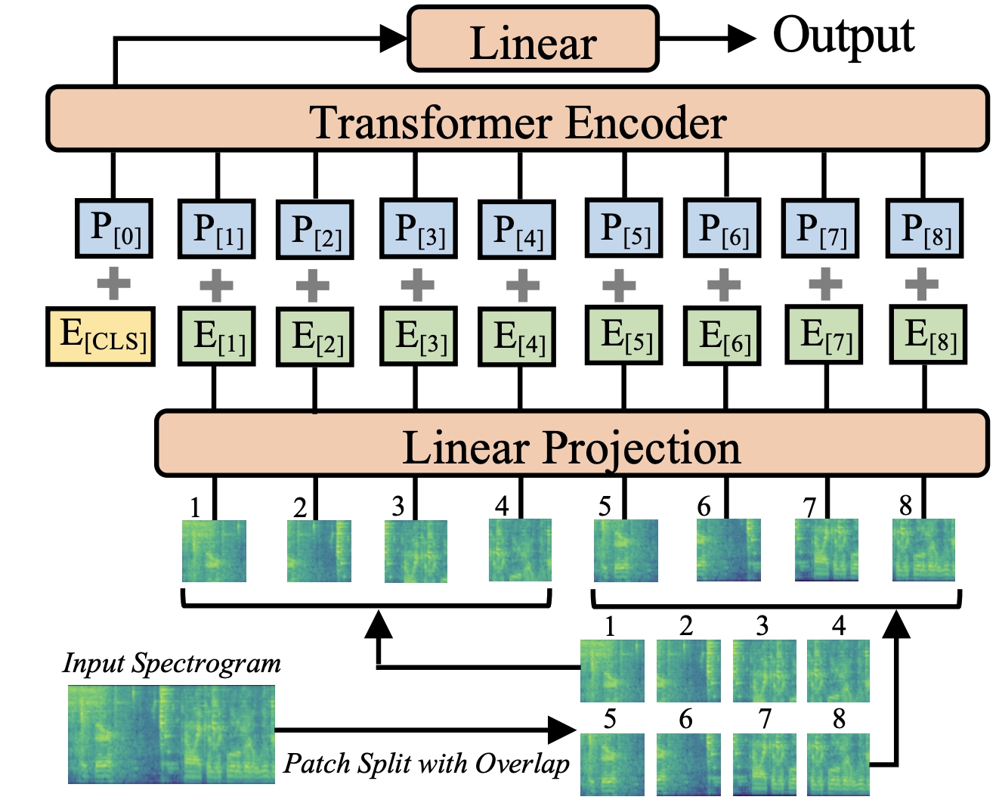 Linear Output
Transformer Encoder
P[0] P[1] P[2] P[3] P[4] P[5] P[6] P[7] P[8]
E[CLS] E[1] E[2] E[3] E[4] E[5] E[6] E[7] E[8]
Linear Projection
1 2 3 4 5 6 7 8
1 2 3 4
Input Spectrogram
5 6 7 8
Patch Split with Overlap